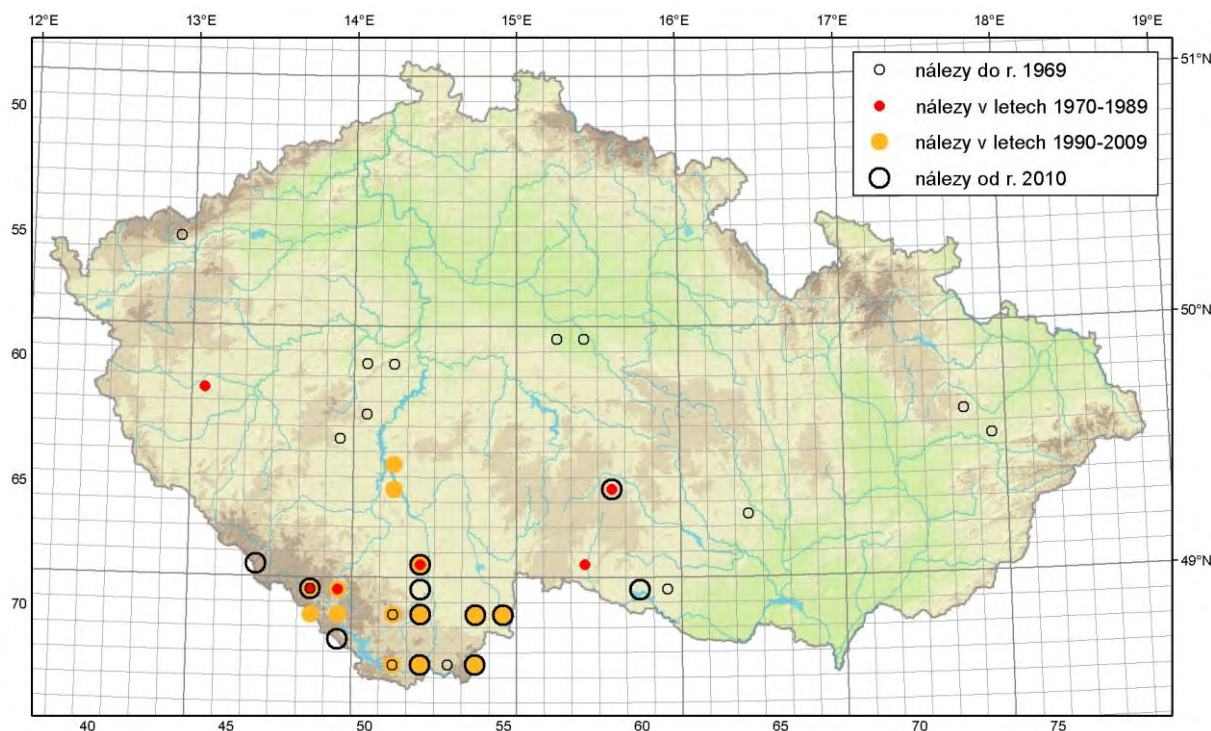 12°E 13°E 14°E 15°E 16°E 17°E 18°E 19°E
nálezy do r. 1969
nálezy v letech 1970-1989
nálezy v letech 1990-2009
nálezy od r. 2010
51°N
50
55
50°N
60
65
49°N
70
40 45 50 55 60 65 70 75